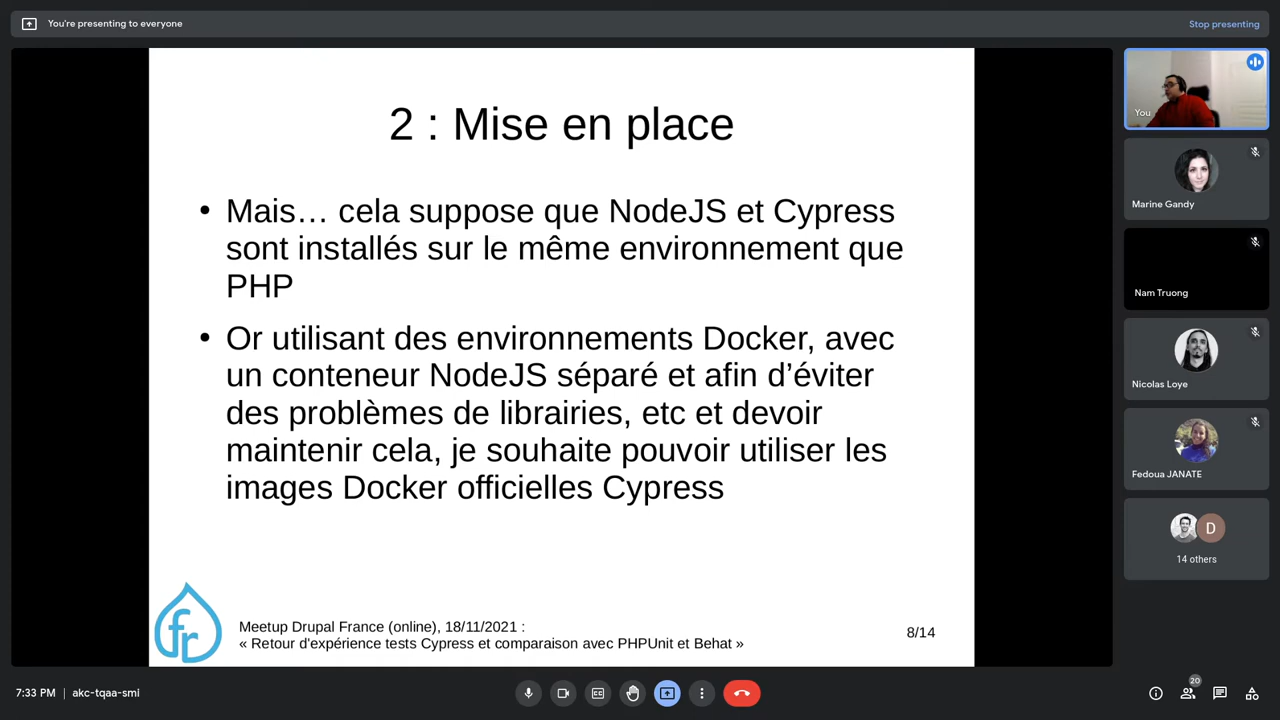 You're presenting to everyone
Stop presenting
2 : Mise en place
• Mais… cela suppose que NodeJS et Cypress
sont installés sur le même environnement que
PHP
• Or utilisant des environnements Docker, avec
un conteneur NodeJS séparé et afin d’éviter
des problèmes de librairies, etc et devoir
maintenir cela, je souhaite pouvoir utiliser les
images Docker officielles Cypress
fr
Meetup Drupal France (online), 18/11/2021 :
« Retour d'expérience tests Cypress et comparaison avec PHPUnit et Behat »
8/14
You
Marine Gandy
Nam Truong
Nicolas Loye
Fedoua JANATE
D
14 others
7:33 PM | akc-tqaa-smi
20